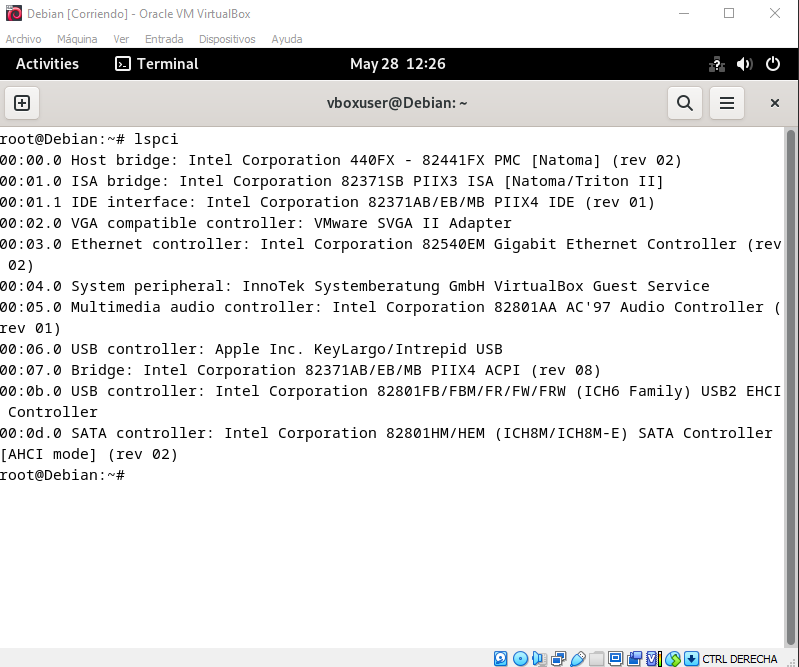 Debian [Corriendo] - Oracle VM VirtualBox
Archivo Máquina Ver Entrada Dispositivos Ayuda
Activities Terminal May 28 12:26
vboxuser@Debian: ~
root@Debian:~# lspci
00:00.0 Host bridge: Intel Corporation 440FX - 82441FX PMC [Natoma] (rev 02)
00:01.0 ISA bridge: Intel Corporation 82371SB PIIX3 ISA [Natoma/Triton II]
00:01.1 IDE interface: Intel Corporation 82371AB/EB/MB PIIX4 IDE (rev 01)
00:02.0 VGA compatible controller: VMware SVGA II Adapter
00:03.0 Ethernet controller: Intel Corporation 82540EM Gigabit Ethernet Controller (rev
02)
00:04.0 System peripheral: InnoTek Systemberatung GmbH VirtualBox Guest Service
00:05.0 Multimedia audio controller: Intel Corporation 82801AA AC'97 Audio Controller (
rev 01)
00:06.0 USB controller: Apple Inc. KeyLargo/Intrepid USB
00:07.0 Bridge: Intel Corporation 82371AB/EB/MB PIIX4 ACPI (rev 08)
00:0b.0 USB controller: Intel Corporation 82801FB/FBM/FR/FW/FRW (ICH6 Family) USB2 EHCI
Controller
00:0d.0 SATA controller: Intel Corporation 82801HM/HEM (ICH8M/ICH8M-E) SATA Controller
[AHCI mode] (rev 02)
root@Debian:~#
CTRL DERECHA